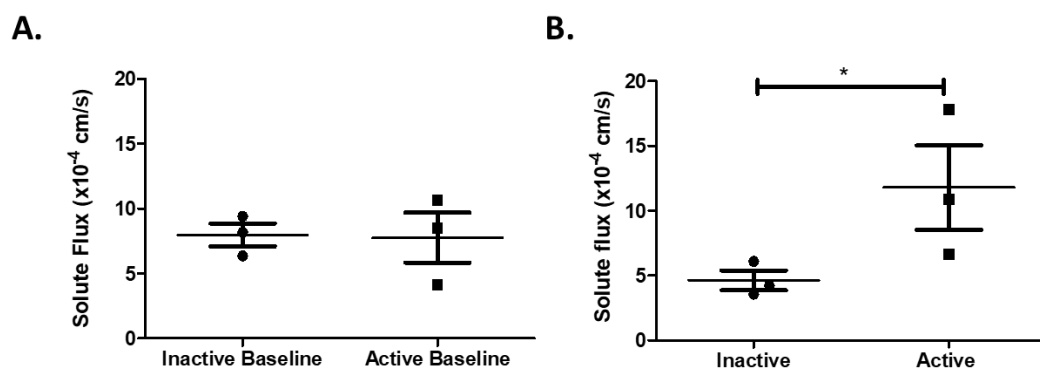 A.
Solute Flux (x10⁻⁴ cm/s)
20
15
10
5
0
Inactive Baseline
Active Baseline
B.
Solute flux (x10⁻⁴ cm/s)
20
15
10
5
0
*
Inactive
Active